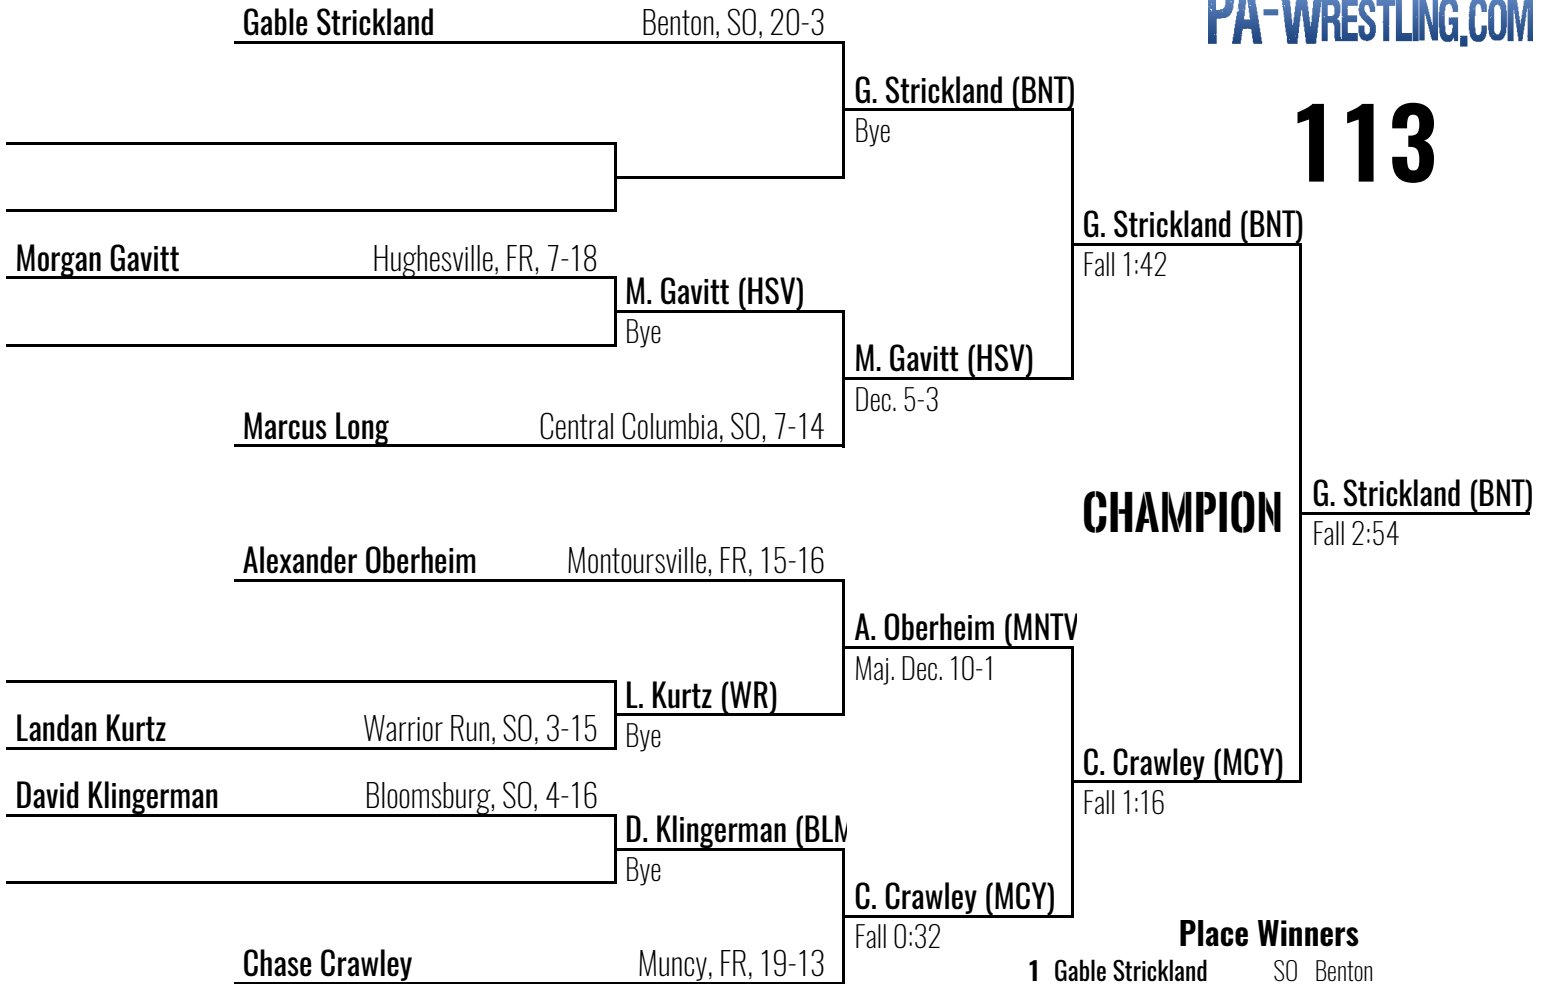 Gable Strickland Benton, SO, 20-3
PA-WRESTLING.COM
G. Strickland (BNT)
Bye
113
G. Strickland (BNT)
Fall 1:42
Morgan Gavitt Hughesville, FR, 7-18
M. Gavitt (HSV)
Bye
M. Gavitt (HSV)
Dec. 5-3
Marcus Long Central Columbia, SO, 7-14
CHAMPION
G. Strickland (BNT)
Fall 2:54
Alexander Oberheim Montoursville, FR, 15-16
A. Oberheim (MNTV
Maj. Dec. 10-1
L. Kurtz (WR)
Bye
Landan Kurtz Warrior Run, SO, 3-15
C. Crawley (MCY)
Fall 1:16
David Klingerman Bloomsburg, SO, 4-16
D. Klingerman (BLM
Bye
C. Crawley (MCY)
Fall 0:32
Chase Crawley Muncy, FR, 19-13
Place Winners
1 Gable Strickland SO Benton